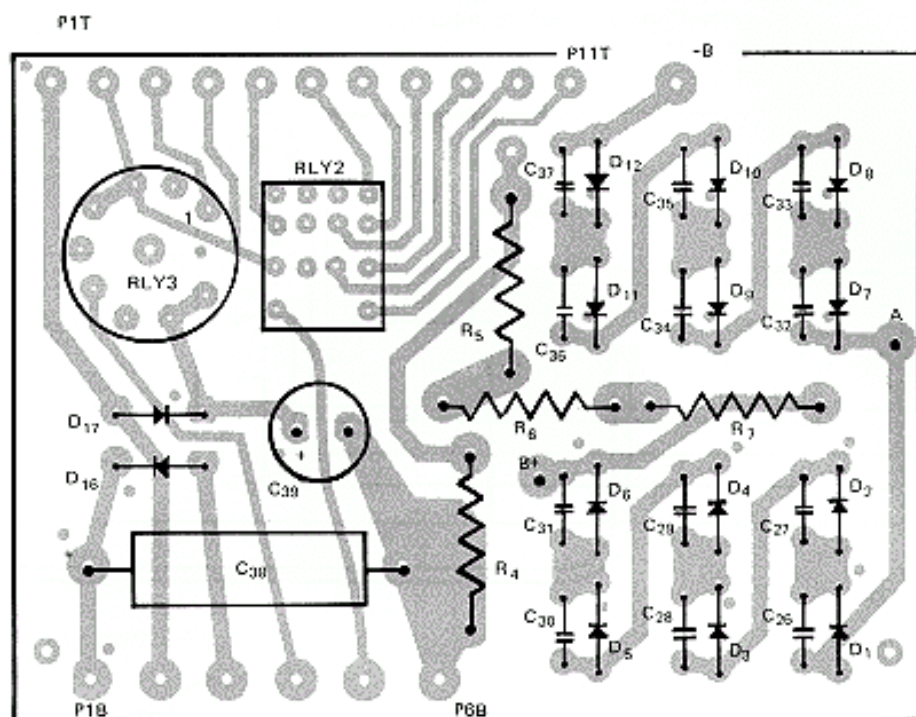 P1T
P11T
-B
RLY2
C37
D12
C35
D10
C33
D8
1
RLY3
D11
D9
D7
A
C36
C34
C32
R5
D17
R6
R7
+
B+
D16
C39
C31
D6
C29
D4
C27
D2
C38
R4
C30
D5
C28
D3
C26
D1
P1B
P6B